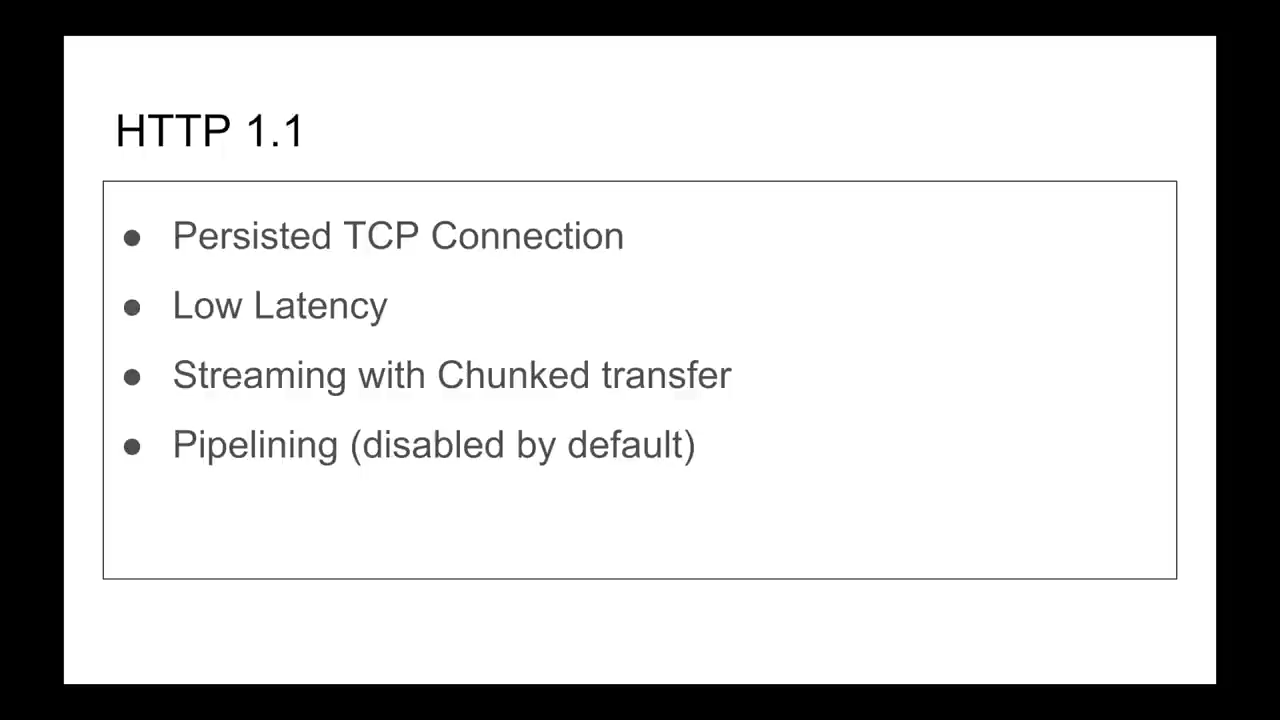 HTTP 1.1
● Persisted TCP Connection
● Low Latency
● Streaming with Chunked transfer
● Pipelining (disabled by default)